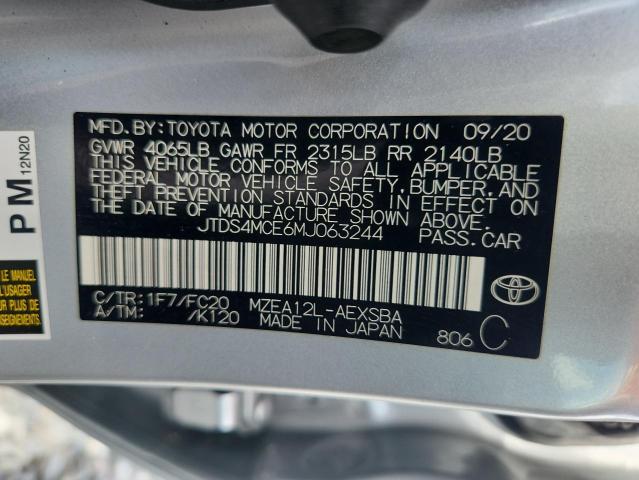 MFD.BY:TOYOTA MOTOR CORPORATION 09/20
GVWR 4065LB GAWR FR 2315LB RR 2140LB
THIS VEHICLE CONFORMS TO ALL APPLICABLE
FEDERAL MOTOR VEHICLE SAFETY, BUMPER, AND
THEFT PREVENTION STANDARDS IN EFFECT ON
THE DATE OF MANUFACTURE SHOWN ABOVE.
JTDS4MCE6MJ063244 PASS.CAR
C/TR:1F7/FC20 MZEA12L-AEXSBA
A/TM: /K120 MADE IN JAPAN 806 C
PM 12N20
LE MANUEL
L'USAGER
R PLUS DE
NSEIGNEMENTS